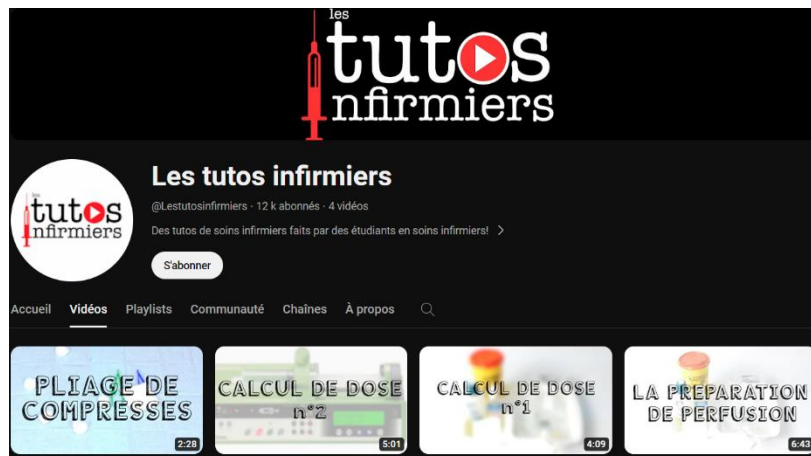 les
tutos
nfirmiers
Les tutos infirmiers
les
tutos
nfirmiers
@Lestutosinfirmiers · 12 k abonnés · 4 vidéos
Des tutos de soins infirmiers faits par des étudiants en soins infirmiers!
S'abonner
Accueil Vidéos Playlists Communauté Chaînes À propos
PLIAGE DE
COMPRESSES
2:28
CALCUL DE DOSE
n°2
5:01
CALCUL DE DOSE
n°1
4:09
LA PREPARATION
DE PERFUSION
6:43